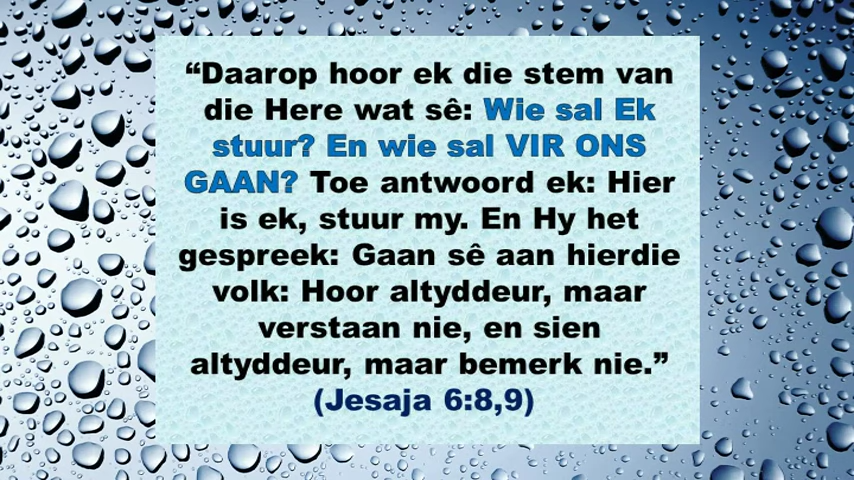 “Daarop hoor ek die stem van
die Here wat sê: Wie sal Ek
stuur? En wie sal VIR ONS
GAAN? Toe antwoord ek: Hier
is ek, stuur my. En Hy het
gespreek: Gaan sê aan hierdie
volk: Hoor altyddeur, maar
verstaan nie, en sien
altyddeur, maar bemerk nie.”
(Jesaja 6:8,9)